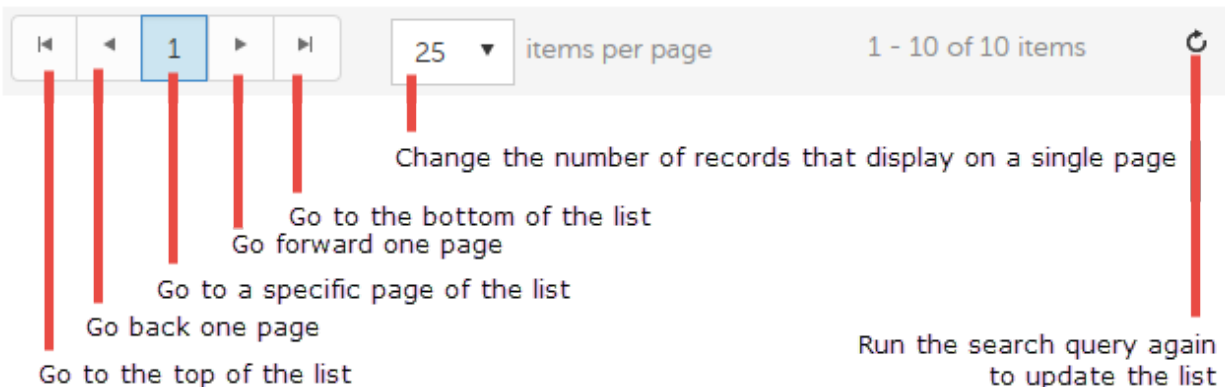 1 25 items per page 1 - 10 of 10 items
Change the number of records that display on a single page
Go to the bottom of the list
Go forward one page
Go to a specific page of the list
Go back one page
Run the search query again
Go to the top of the list
to update the list